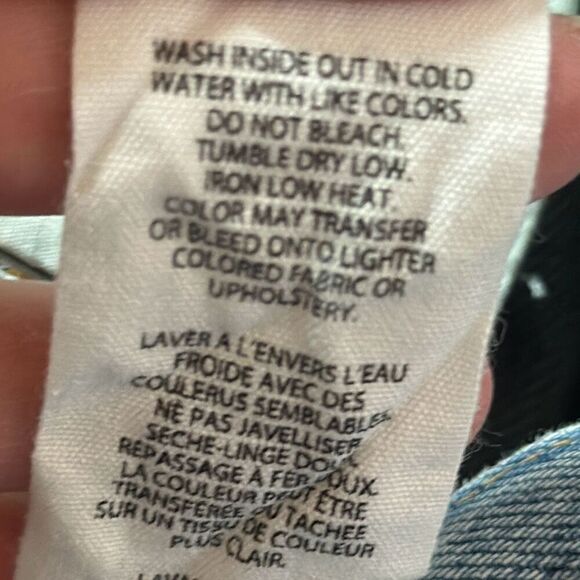 WASH INSIDE OUT IN COLD
WATER WITH LIKE COLORS.
DO NOT BLEACH.
TUMBLE DRY LOW.
IRON LOW HEAT.
COLOR MAY TRANSFER
OR BLEED ONTO LIGHTER
COLORED FABRIC OR
UPHOLSTERY.
LAVER A L'ENVERS L'EAU
FROIDE AVEC DES
COULERUS SEMBLABLES
NE PAS JAVELLISER
SECHE-LINGE DOUX
REPASSAGE A FER DOUX.
LA COULEUR PEUT ETRE
TRANSFEREE OU TACHEE
SUR UN TISSU DE COULEUR
PLUS CLAIR.